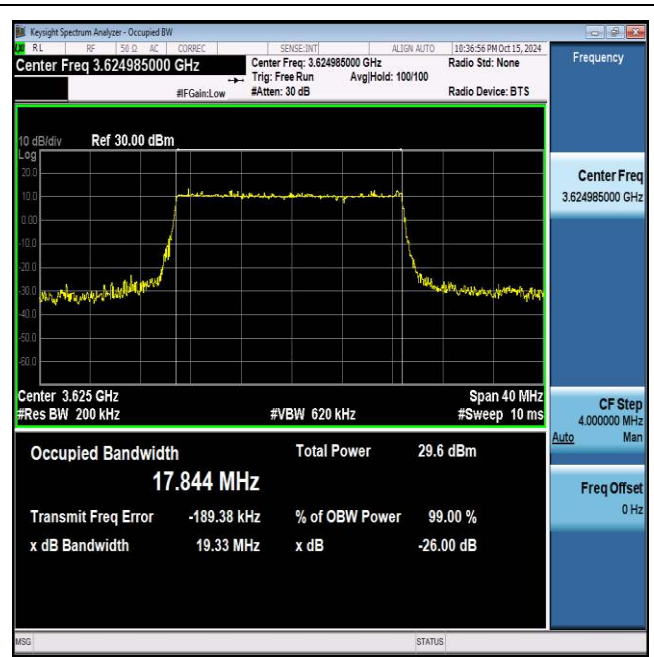 Keysight Spectrum Analyzer - Occupied BW
RL RF 50 Ω AC CORREC SENSE:INT ALIGN AUTO 10:36:56 PM Oct 15, 2024
Center Freq 3.624985000 GHz
Center Freq: 3.624985000 GHz Radio Std: None
Trig: Free Run Avg|Hold: 100/100
#IFGain:Low #Atten: 30 dB Radio Device: BTS
Frequency
10 dB/div Ref 30.00 dBm
Log
20.0
10.0
0.00
-10.0
-20.0
-30.0
-40.0
-50.0
-60.0
Center 3.625 GHz Span 40 MHz
#Res BW 200 kHz #VBW 620 kHz #Sweep 10 ms
Center Freq
3.624985000 GHz
CF Step
4.000000 MHz
Auto Man
Freq Offset
0 Hz
Occupied Bandwidth Total Power 29.6 dBm
17.844 MHz
Transmit Freq Error -189.38 kHz % of OBW Power 99.00 %
x dB Bandwidth 19.33 MHz x dB -26.00 dB
MSG STATUS